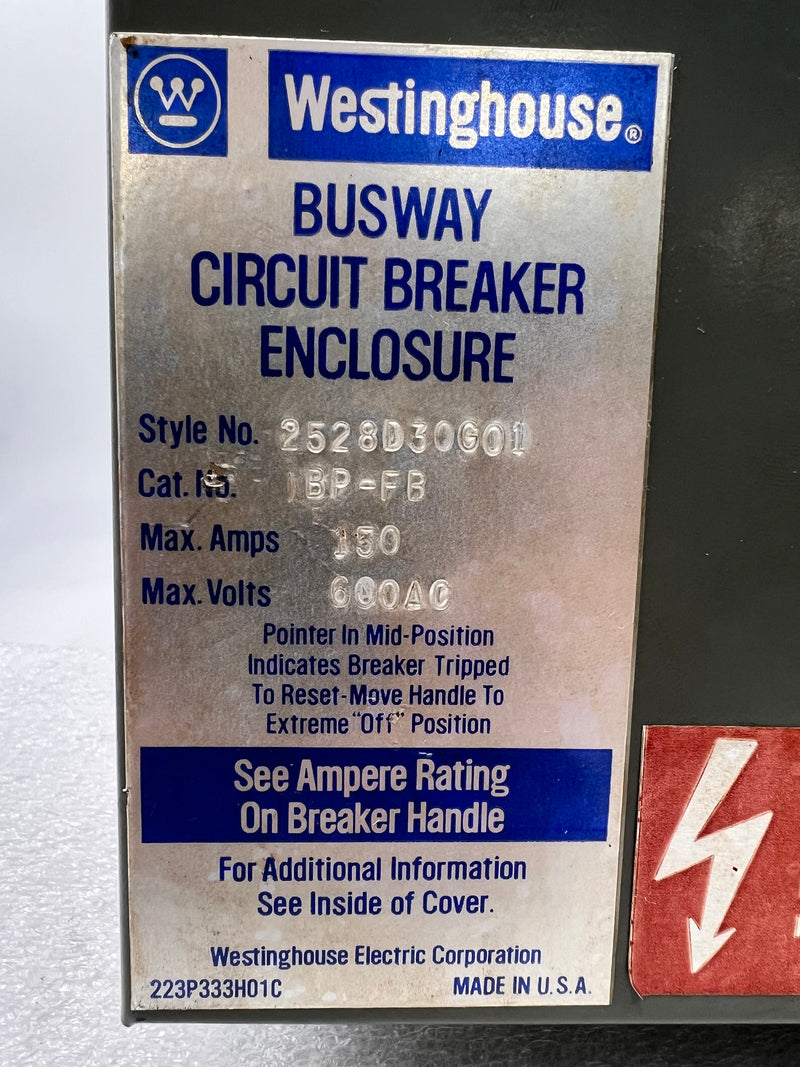 Westinghouse®
BUSWAY
CIRCUIT BREAKER
ENCLOSURE
Style No. 2528D30G01
Cat. No. IBP-FB
Max. Amps 150
Max. Volts 600AC
Pointer In Mid-Position
Indicates Breaker Tripped
To Reset-Move Handle To
Extreme "Off" Position
See Ampere Rating
On Breaker Handle
For Additional Information
See Inside of Cover.
Westinghouse Electric Corporation
223P333H01C MADE IN U.S.A.